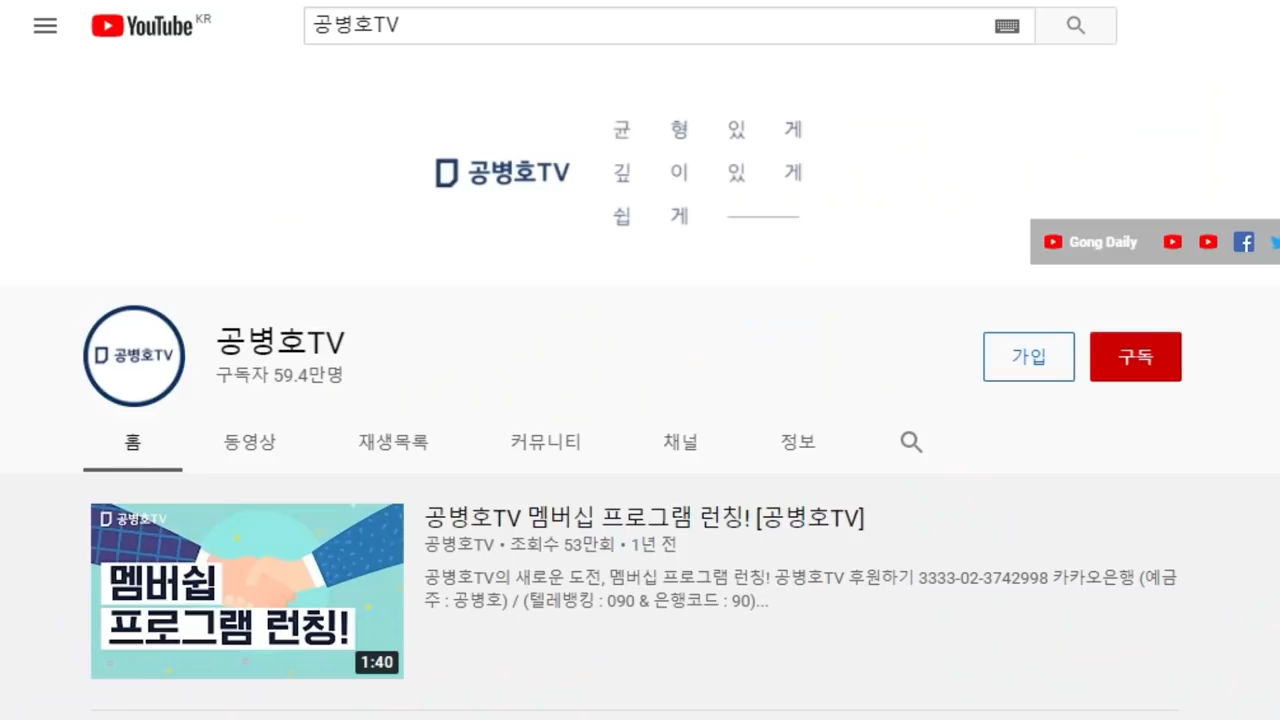 YouTube KR
공병호TV
균 형 있 게
공병호TV
깊 이 있 게
쉽 게
Gong Daily
공병호TV
공병호TV
구독자 59.4만명
가입
구독
홈
동영상
재생목록
커뮤니티
채널
정보
공병호TV
멤버쉽
프로그램 런칭!
1:40
공병호TV 멤버십 프로그램 런칭! [공병호TV]
공병호TV • 조회수 53만회 • 1년 전
공병호TV의 새로운 도전, 멤버십 프로그램 런칭! 공병호TV 후원하기 3333-02-3742998 카카오은행 (예금
주 : 공병호) / (텔레뱅킹 : 090 & 은행코드 : 90)...